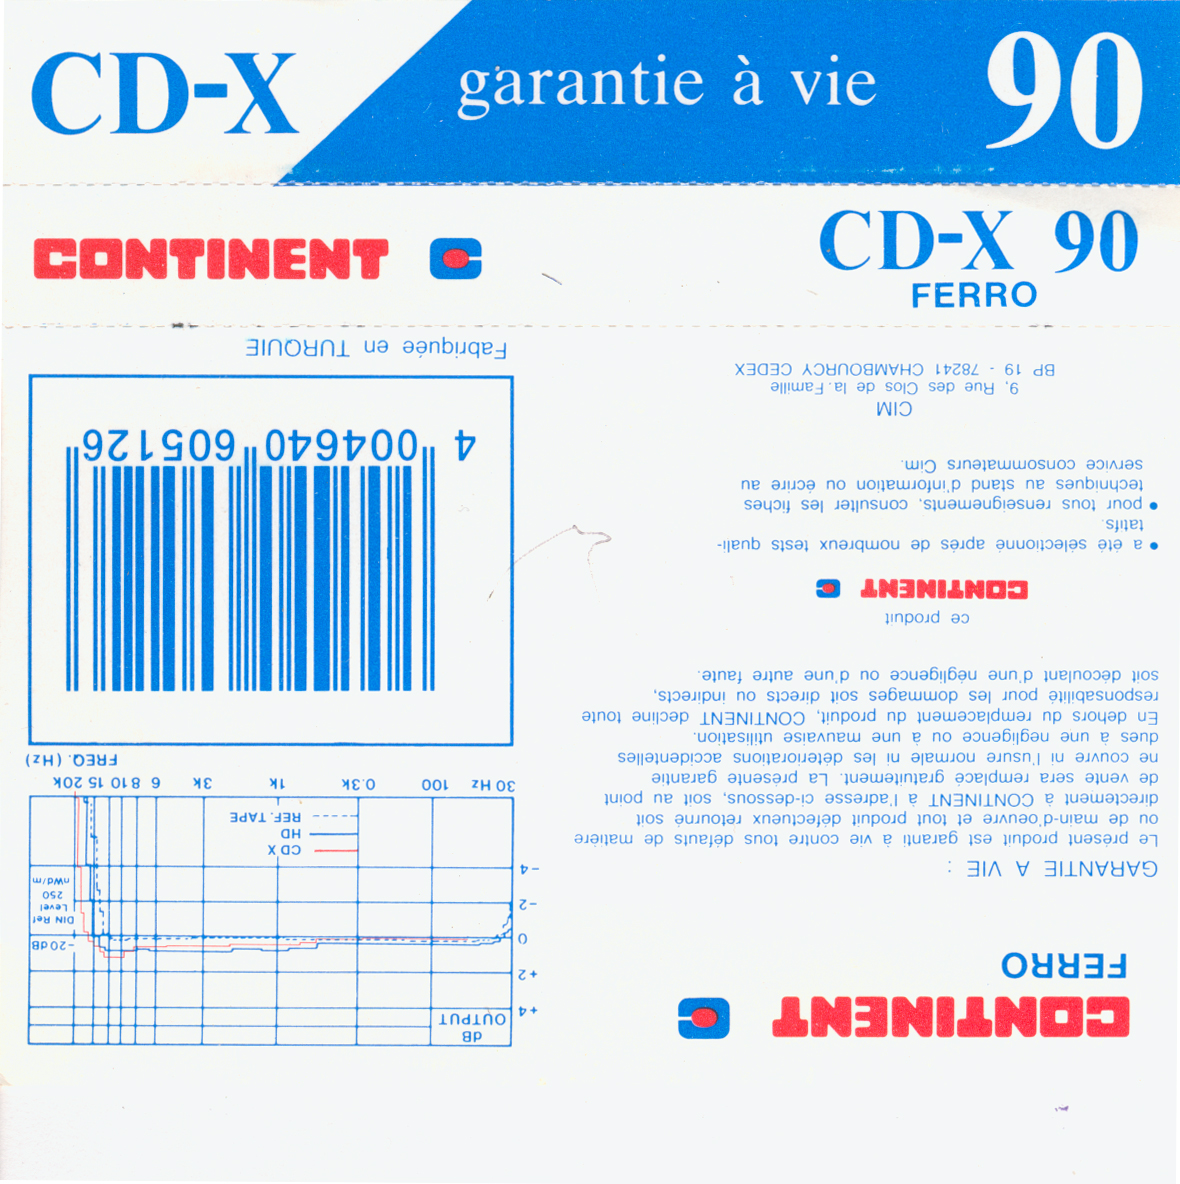 CD-X garantie à vie 90
CONTINENT C CD-X 90
FERRO
CONTINENT C
FERRO
GARANTIE A VIE :
Le présent produit est garanti à vie contre tous défauts de matière
ou de main-d'oeuvre et tout produit défectueux retourné soit
directement à CONTINENT à l'adresse ci-dessous, soit au point
de vente sera remplacé gratuitement. La présente garantie
ne couvre ni l'usure normale ni les détériorations accidentelles
dues à une negligence ou à une mauvaise utilisation.
En dehors du remplacement du produit, CONTINENT decline toute
responsabilité pour les dommages soit directs ou indirects,
soit découlant d'une négligence ou d'une autre faute.
ce produit
CONTINENT C
• a été sélectionné après de nombreux tests quali-
tatifs.
• pour tous renseignements, consulter les fiches
techniques au stand d'information ou écrire au
service consommateurs Cim.
CIM
9, Rue des Clos de la Famille
BP 19 - 78241 CHAMBOURCY CEDEX
dB
OUTPUT
+4
+2
0
-2
-4
-20dB
DIN Ref
Level
250
nWd/m
CD X
HD
REF. TAPE
30 Hz 100 0.3k 1k 3k 6 8 10 15 20k
FREQ. (Hz)
4 004640 605126
Fabriquée en TURQUIE